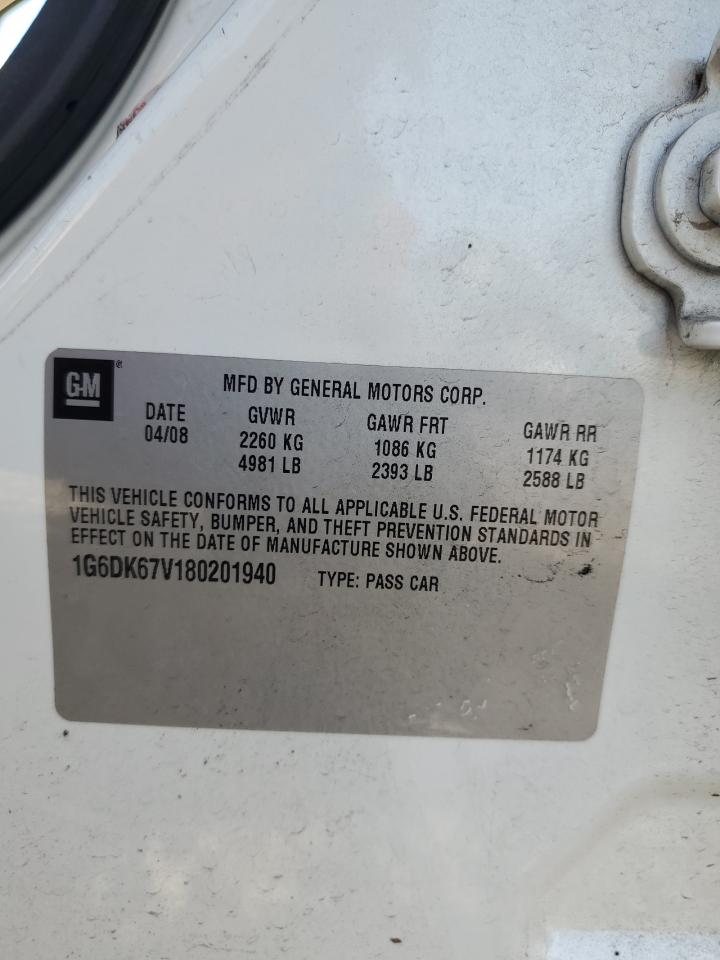 GM®
MFD BY GENERAL MOTORS CORP.
DATE GVWR GAWR FRT GAWR RR
04/08 2260 KG 1086 KG 1174 KG
4981 LB 2393 LB 2588 LB
THIS VEHICLE CONFORMS TO ALL APPLICABLE U.S. FEDERAL MOTOR
VEHICLE SAFETY, BUMPER, AND THEFT PREVENTION STANDARDS IN
EFFECT ON THE DATE OF MANUFACTURE SHOWN ABOVE.
1G6DK67V180201940 TYPE: PASS CAR